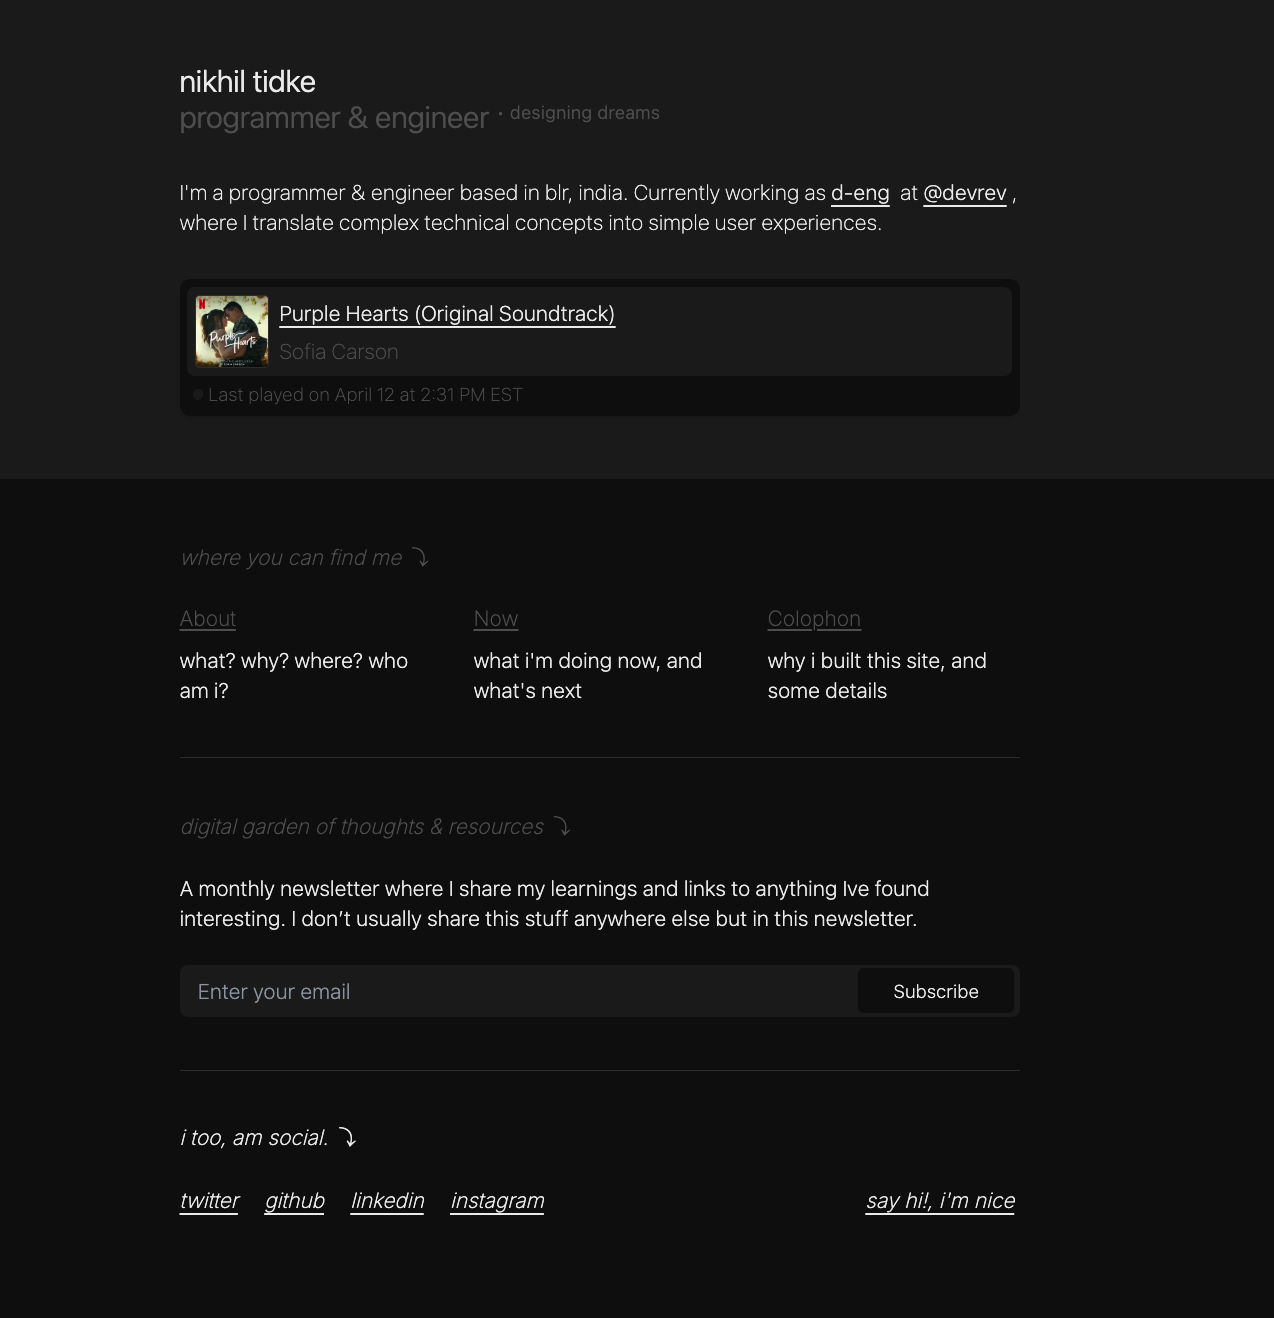 nikhil tidke
programmer & engineer · designing dreams
I'm a programmer & engineer based in blr, india. Currently working as d-eng at @devrev ,
where I translate complex technical concepts into simple user experiences.
N
Purple Hearts
Purple Hearts (Original Soundtrack)
Sofia Carson
Last played on April 12 at 2:31 PM EST
where you can find me ⤵
About
Now
Colophon
what? why? where? who
am i?
what i'm doing now, and
what's next
why i built this site, and
some details
digital garden of thoughts & resources ⤵
A monthly newsletter where I share my learnings and links to anything Ive found
interesting. I don’t usually share this stuff anywhere else but in this newsletter.
Enter your email
Subscribe
i too, am social. ⤵
twitter github linkedin instagram
say hi!, i'm nice